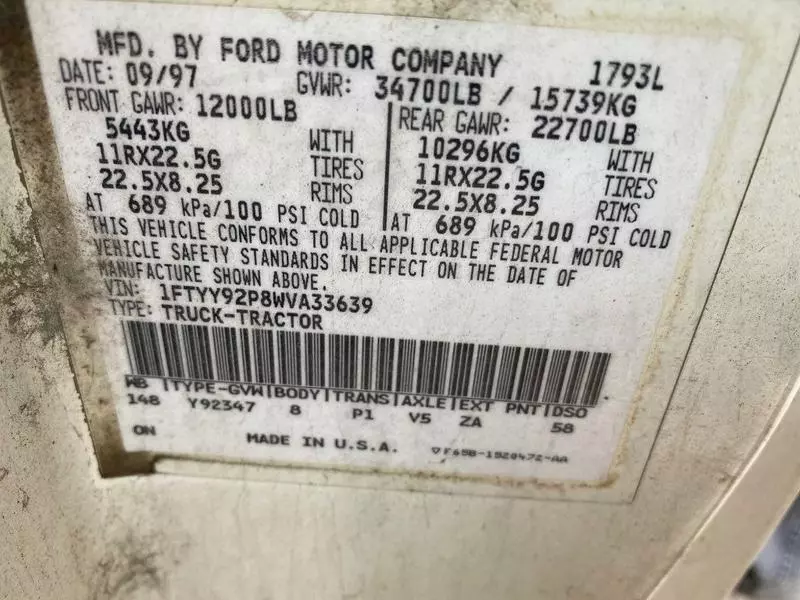 MFD. BY FORD MOTOR COMPANY 1793L
DATE: 09/97 GVWR: 34700LB / 15739KG
FRONT GAWR: 12000LB
5443KG WITH
11RX22.5G TIRES
22.5X8.25 RIMS
AT 689 kPa/100 PSI COLD
REAR GAWR: 22700LB
10296KG WITH
11RX22.5G TIRES
22.5X8.25 RIMS
AT 689 kPa/100 PSI COLD
THIS VEHICLE CONFORMS TO ALL APPLICABLE FEDERAL MOTOR
VEHICLE SAFETY STANDARDS IN EFFECT ON THE DATE OF
MANUFACTURE SHOWN ABOVE.
VIN: 1FTYY92P8WVA33639
TYPE: TRUCK-TRACTOR
WB |TYPE-GVW|BODY|TRANS|AXLE|EXT PNT|DSO
148 Y92347 8 P1 V5 ZA 58
ON MADE IN U.S.A. ▽F65B-1520472-AA